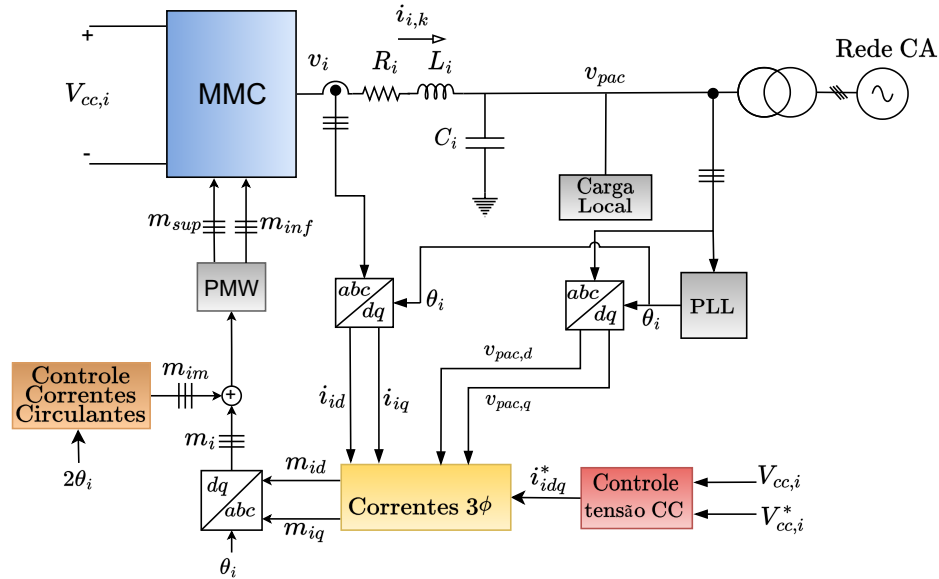 i_{i,k}
Rede CA
+
V_{cc,i}
-
MMC
v_i
R_i
L_i
v_{pac}
C_i
Carga
Local
m_{sup}
m_{inf}
PMW
abc
dq
θ_i
abc
dq
θ_i
PLL
v_{pac,d}
v_{pac,q}
Controle
Correntes
Circulantes
m_{im}
+
i_{id}
i_{iq}
2θ_i
m_i
dq
abc
θ_i
m_{id}
m_{iq}
Correntes 3ϕ
i^*_{idq}
Controle
tensão CC
V_{cc,i}
V^*_{cc,i}